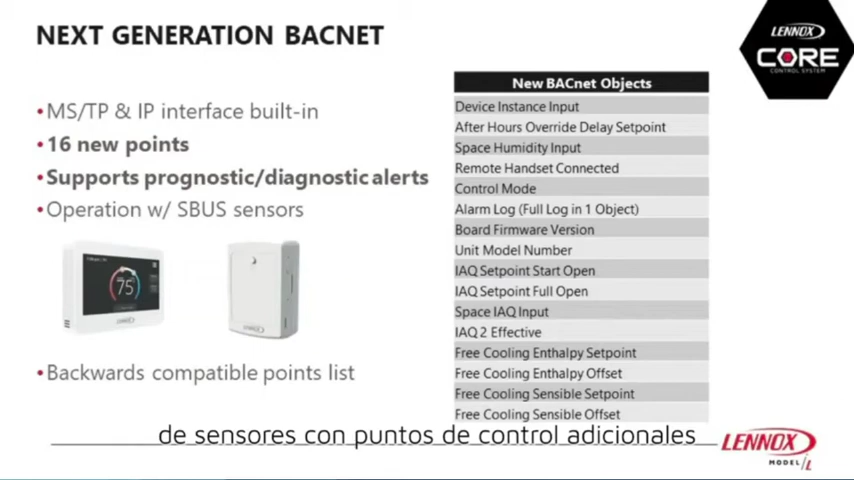 NEXT GENERATION BACNET
LENNOX
CORE
CONTROL SYSTEM
•MS/TP & IP interface built-in
•16 new points
•Supports prognostic/diagnostic alerts
•Operation w/ SBUS sensors
75
LENNOX
•Backwards compatible points list
New BACnet Objects
Device Instance Input
After Hours Override Delay Setpoint
Space Humidity Input
Remote Handset Connected
Control Mode
Alarm Log (Full Log in 1 Object)
Board Firmware Version
Unit Model Number
IAQ Setpoint Start Open
IAQ Setpoint Full Open
Space IAQ Input
IAQ 2 Effective
Free Cooling Enthalpy Setpoint
Free Cooling Enthalpy Offset
Free Cooling Sensible Setpoint
Free Cooling Sensible Offset
de sensores con puntos de control adicionales
LENNOX
MODEL L